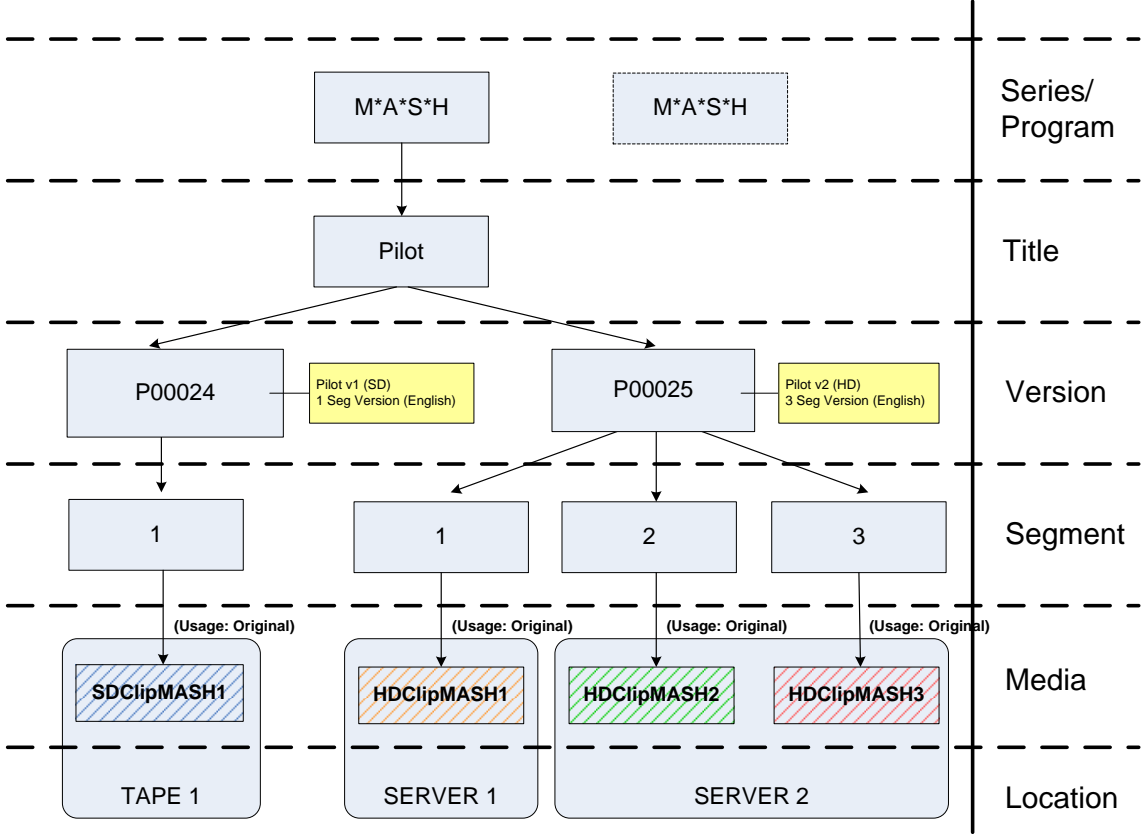 M*A*S*H
M*A*S*H
Series/
Program
Pilot
Title
P00024
Pilot v1 (SD)
1 Seg Version (English)
P00025
Pilot v2 (HD)
3 Seg Version (English)
Version
1
1
2
3
Segment
(Usage: Original)
(Usage: Original)
(Usage: Original)
(Usage: Original)
SDClipMASH1
HDClipMASH1
HDClipMASH2
HDClipMASH3
Media
TAPE 1
SERVER 1
SERVER 2
Location